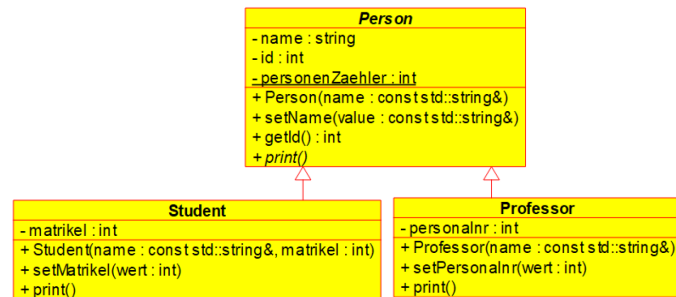 Person
- name : string
- id : int
- personenZaehler : int
+ Person(name : const std::string&)
+ setName(value : const std::string&)
+ getId() : int
+ print()
Student
- matrikel : int
+ Student(name : const std::string&, matrikel : int)
+ setMatrikel(wert : int)
+ print()
Professor
- personalnr : int
+ Professor(name : const std::string&)
+ setPersonalnr(wert : int)
+ print()